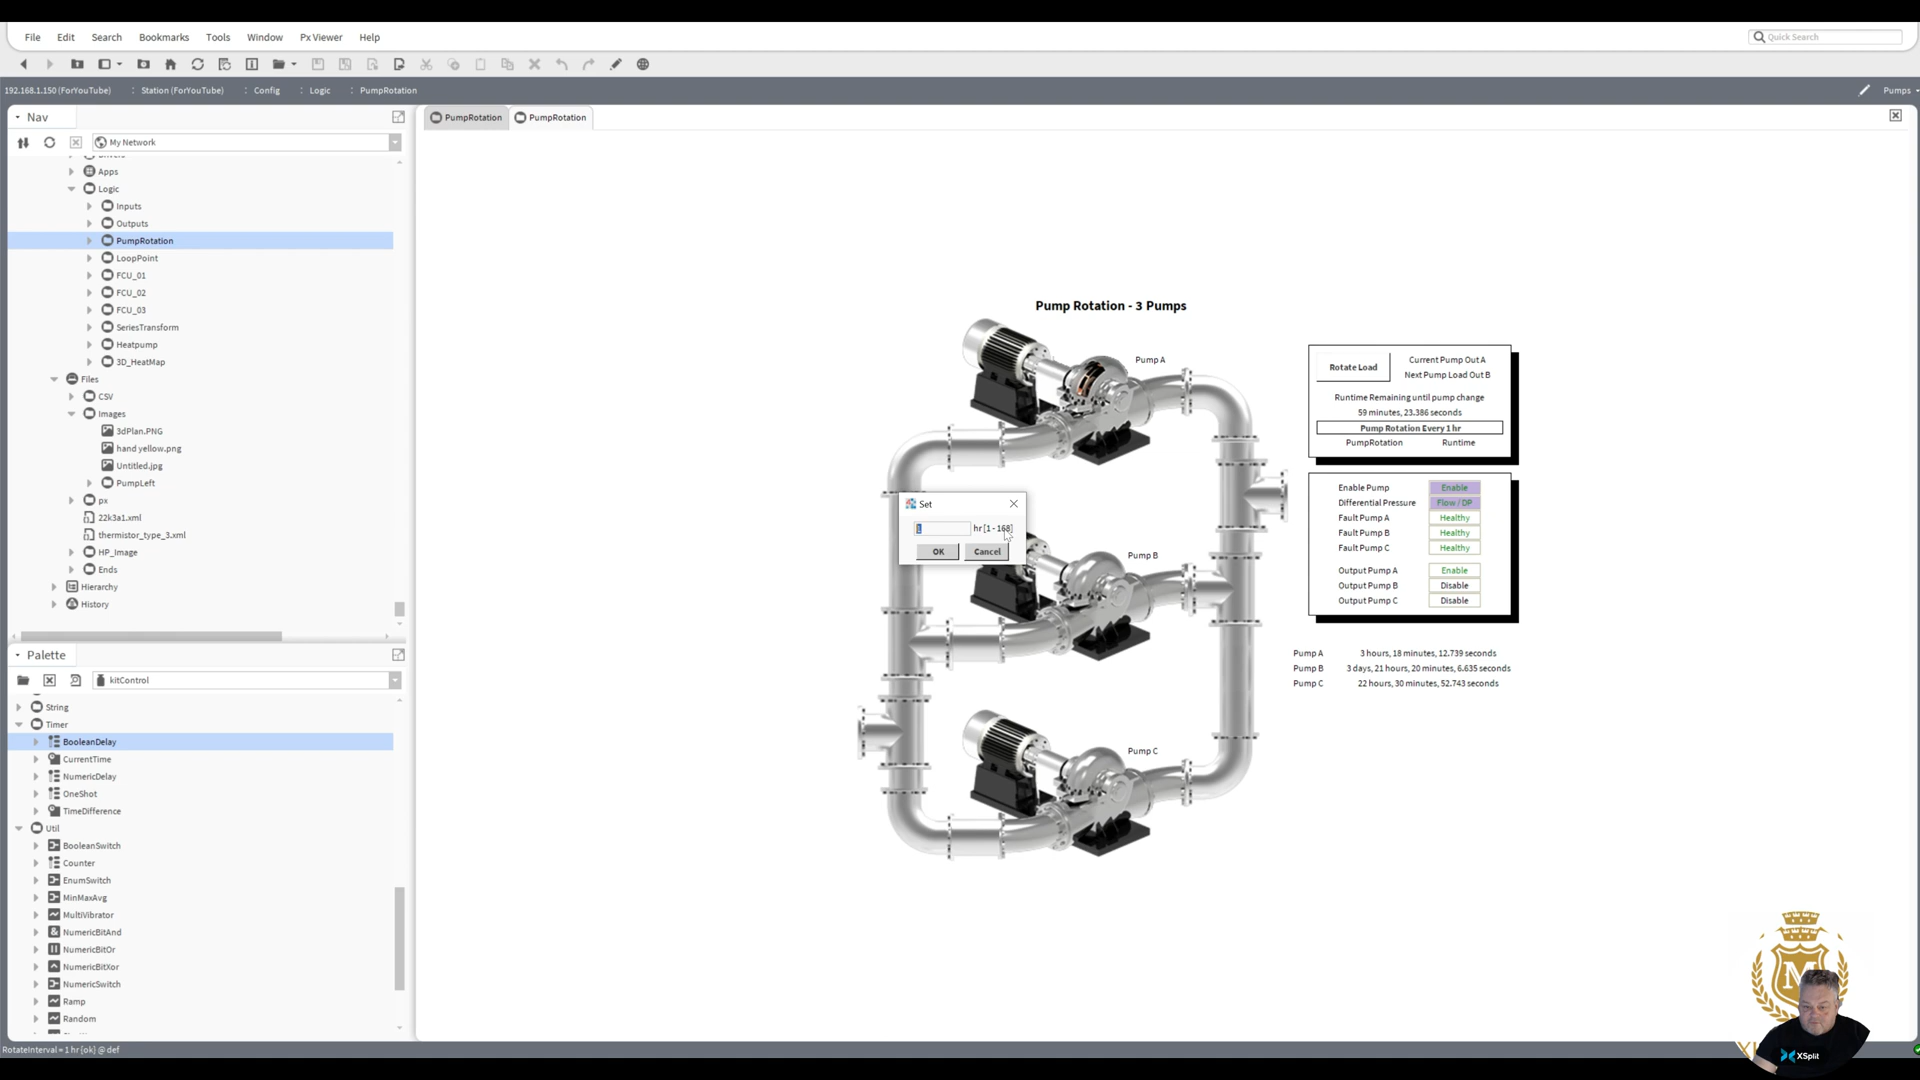 File Edit Search Bookmarks Tools Window Px Viewer Help
Quick Search
192.168.1.150 (ForYouTube) : Station (ForYouTube) : Config : Logic : PumpRotation
Pumps
Nav
My Network
Apps
Logic
Inputs
Outputs
PumpRotation
LoopPoint
FCU_01
FCU_02
FCU_03
SeriesTransform
Heatpump
3D_HeatMap
Files
CSV
Images
3dPlan.PNG
hand yellow.png
Untitled.jpg
PumpLeft
px
22k3a1.xml
thermistor_type_3.xml
HP_Image
Ends
Hierarchy
History
Palette
kitControl
String
Timer
BooleanDelay
CurrentTime
NumericDelay
OneShot
TimeDifference
Util
BooleanSwitch
Counter
EnumSwitch
MinMaxAvg
MultiVibrator
NumericBitAnd
NumericBitOr
NumericBitXor
NumericSwitch
Ramp
Random
RotateInterval = 1 hr {ok} @ def
PumpRotation PumpRotation
Pump Rotation - 3 Pumps
Pump A
Pump B
Pump C
Set
1 hr [1 - 168]
OK Cancel
Rotate Load
Current Pump Out A
Next Pump Load Out B
Runtime Remaining until pump change
59 minutes, 23.386 seconds
Pump Rotation Every 1 hr
PumpRotation Runtime
Enable Pump Enable
Differential Pressure Flow / DP
Fault Pump A Healthy
Fault Pump B Healthy
Fault Pump C Healthy
Output Pump A Enable
Output Pump B Disable
Output Pump C Disable
Pump A 3 hours, 18 minutes, 12.739 seconds
Pump B 3 days, 21 hours, 20 minutes, 6.635 seconds
Pump C 22 hours, 30 minutes, 52.743 seconds
M
XSplit